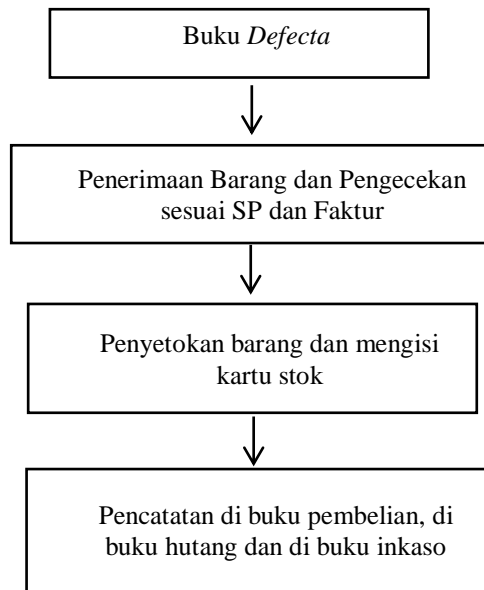 Buku Defecta
Penerimaan Barang dan Pengecekan
sesuai SP dan Faktur
Penyetokan barang dan mengisi
kartu stok
Pencatatan di buku pembelian, di
buku hutang dan di buku inkaso